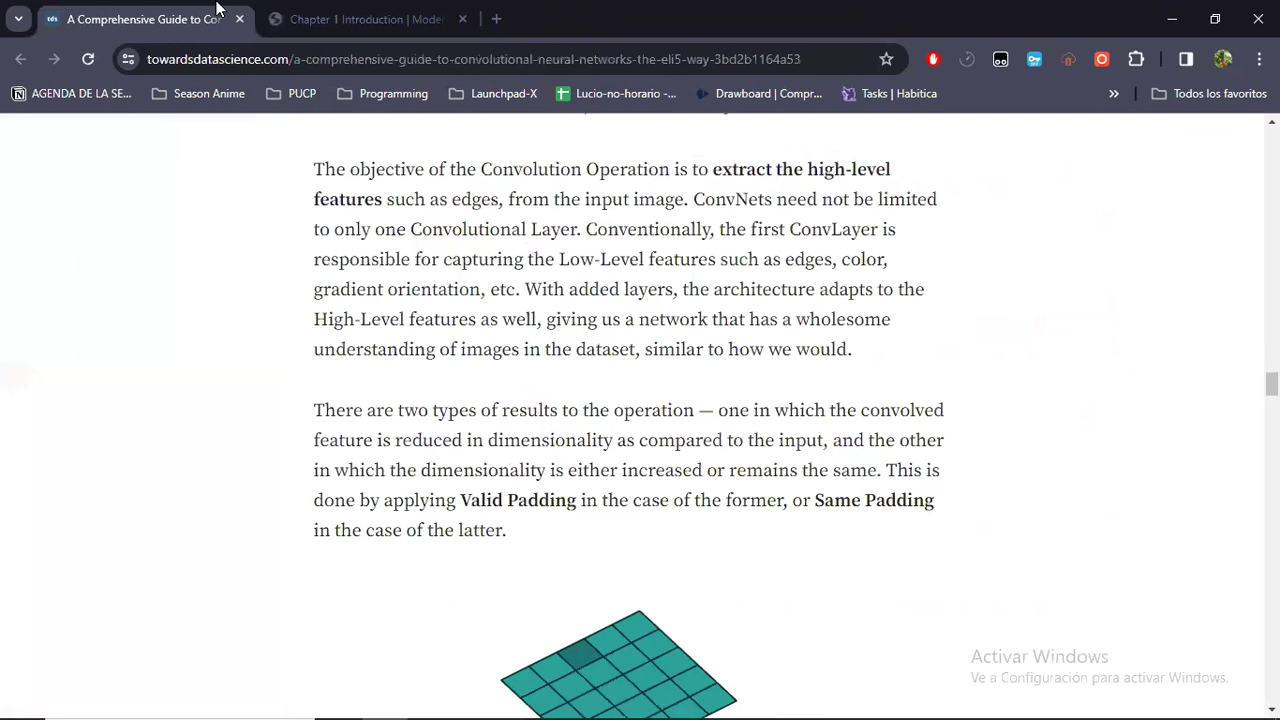 tds A Comprehensive Guide to Co
Chapter 1 Introduction | Mode
towardsdatascience.com/a-comprehensive-guide-to-convolutional-neural-networks-the-eli5-way-3bd2b1164a53
AGENDA DE LA SE... Season Anime PUCP Programming Launchpad-X Lucio-no-horario -... Drawboard | Compr... Tasks | Habitica » Todos los favoritos
The objective of the Convolution Operation is to extract the high-level
features such as edges, from the input image. ConvNets need not be limited
to only one Convolutional Layer. Conventionally, the first ConvLayer is
responsible for capturing the Low-Level features such as edges, color,
gradient orientation, etc. With added layers, the architecture adapts to the
High-Level features as well, giving us a network that has a wholesome
understanding of images in the dataset, similar to how we would.
There are two types of results to the operation — one in which the convolved
feature is reduced in dimensionality as compared to the input, and the other
in which the dimensionality is either increased or remains the same. This is
done by applying Valid Padding in the case of the former, or Same Padding
in the case of the latter.
Activar Windows
Ve a Configuración para activar Windows.